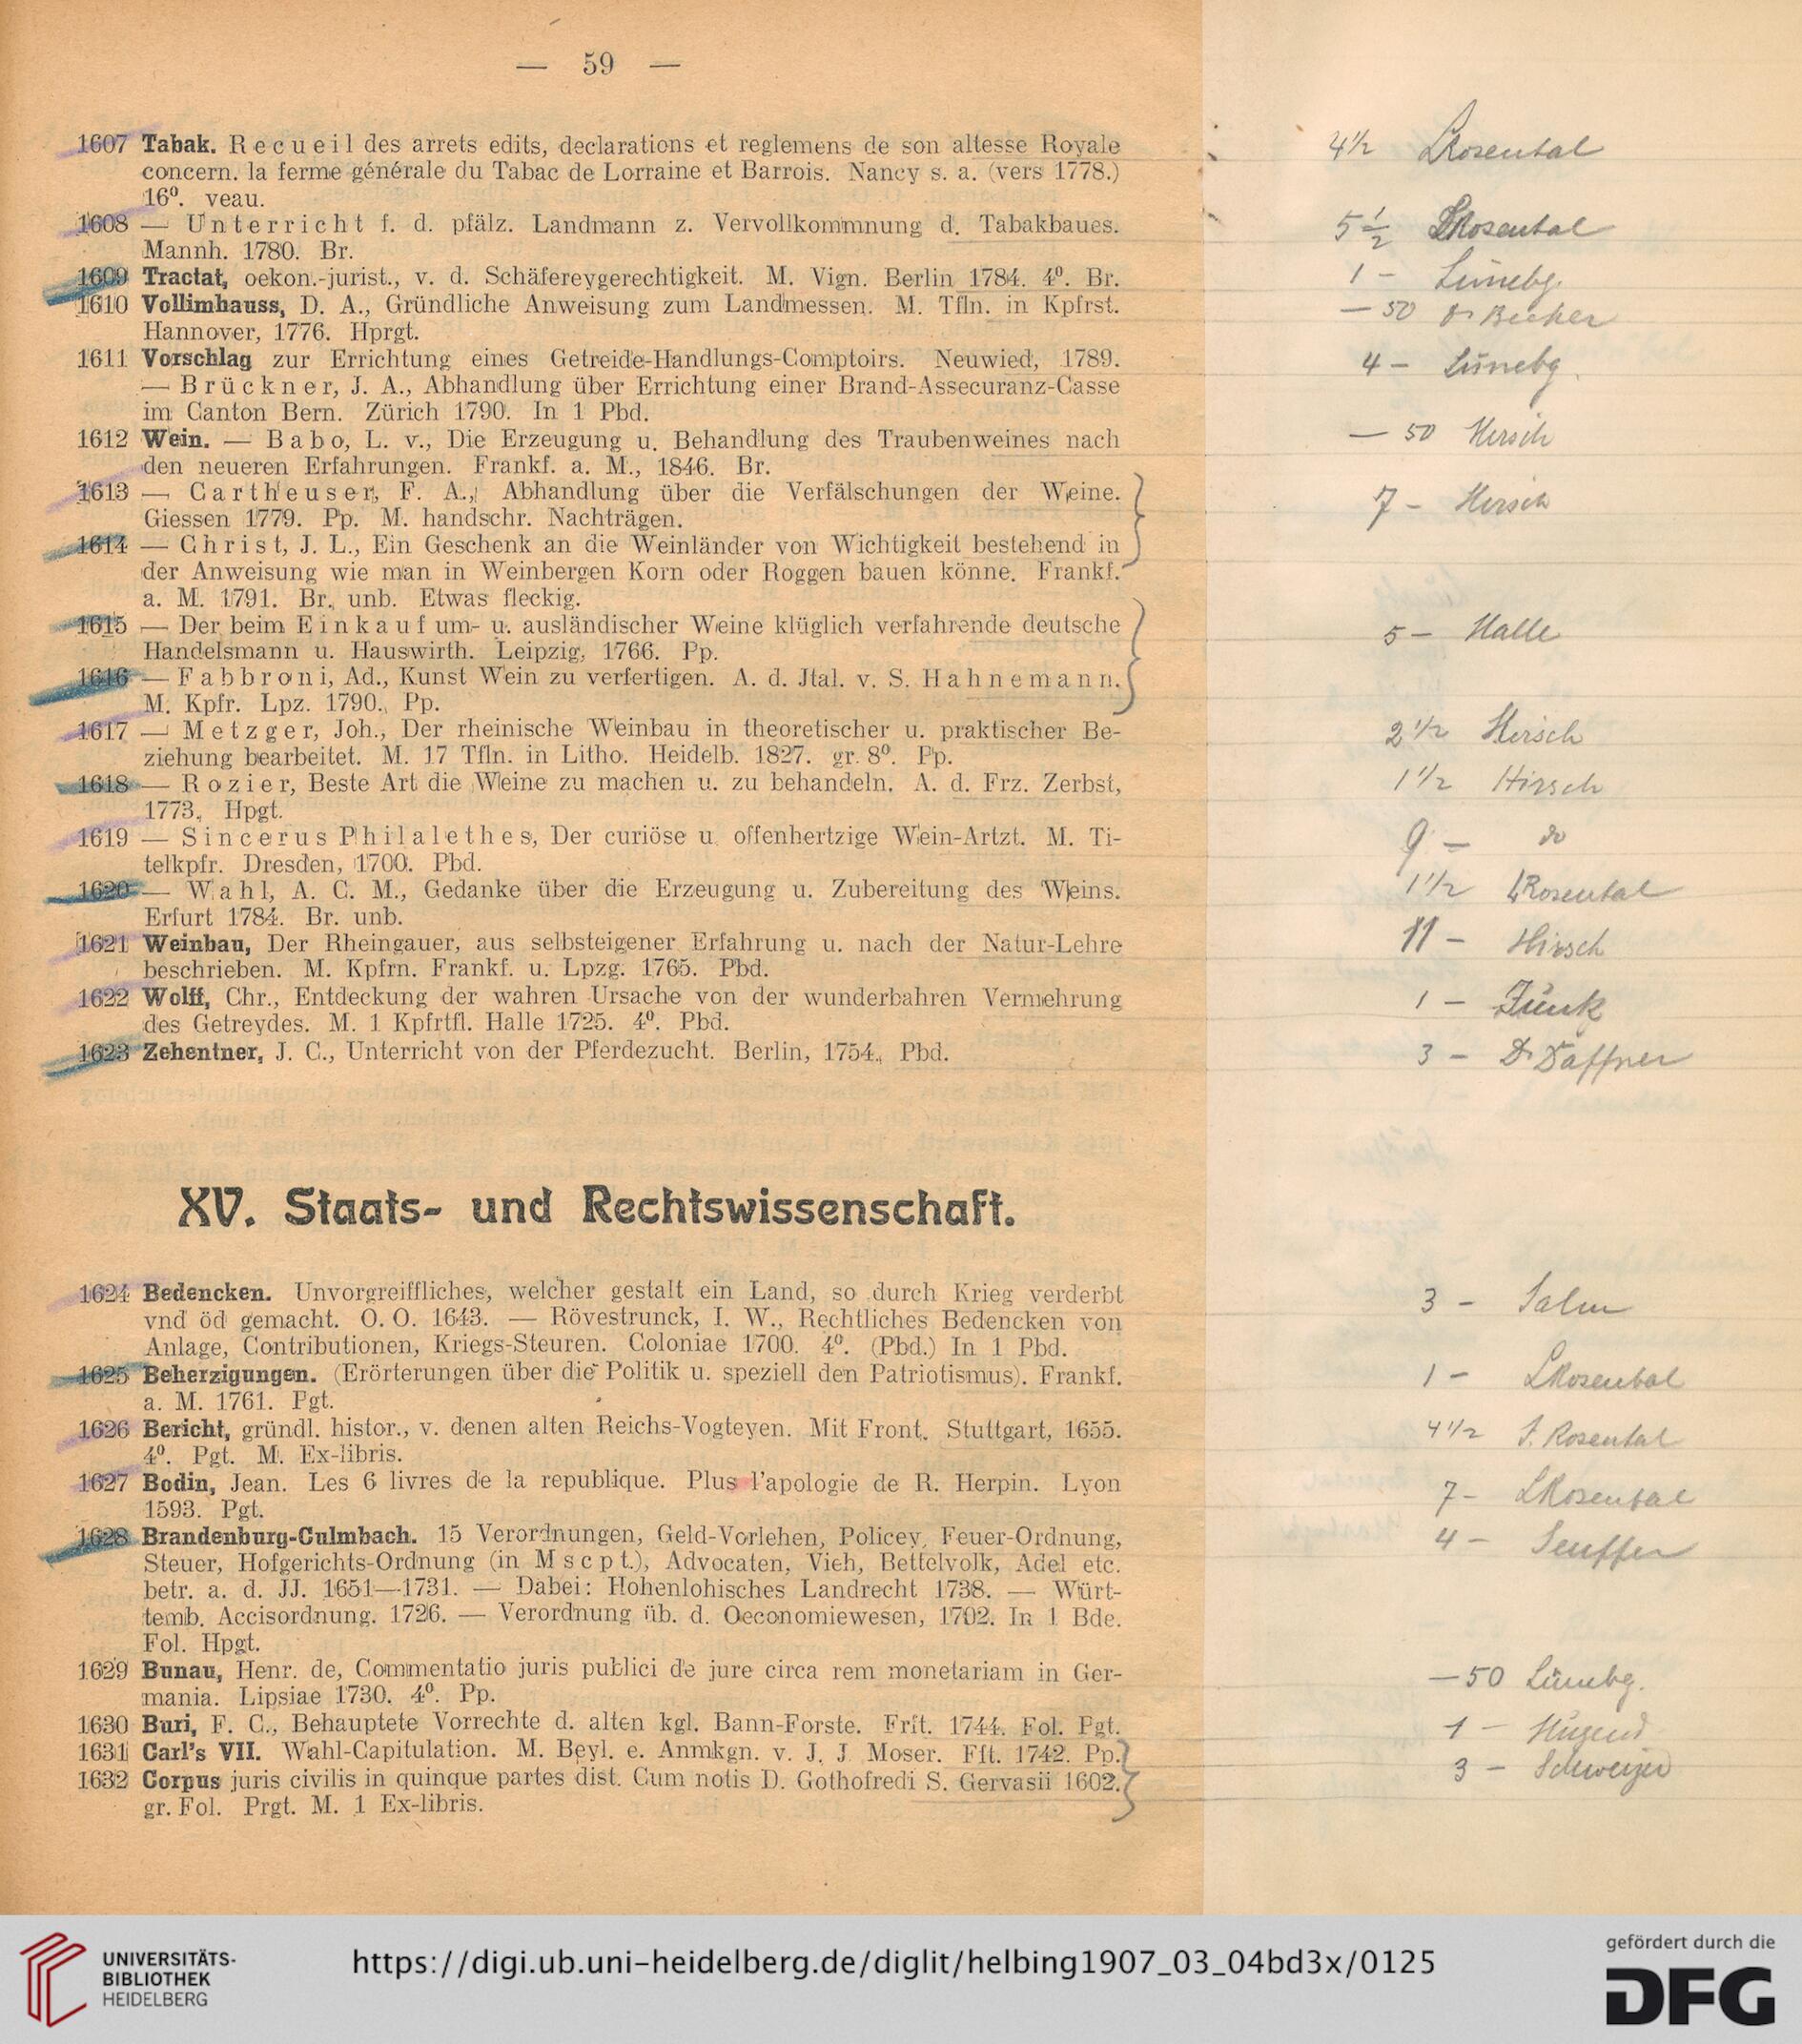 — 59 —
1607 Tabak. Recueil des arrets edits, declarations et reglemens de son altesse Royale
concern. la ferme générale du Tabac de Lorraine et Barrois. Nancy s. a. (vers 1778.)
16⁰. veau.
4½ LRosental
1608 — Unterricht f. d. pfälz. Landmann z. Vervollkommnung d. Tabakbaues.
Mannh. 1780. Br.
5½ LRosental
1609 Tractat, oekon.-jurist., v. d. Schäfereygerechtigkeit. M. Vign. Berlin 1784. 4⁰. Br.
1 — Lünebg.
1610 Vollimhauss, D. A., Gründliche Anweisung zum Landmessen. M. Tfln. in Kpfrst.
Hannover, 1776. Hprgt.
— 50 Dr Becher
1611 Vorschlag zur Errichtung eines Getreide-Handlungs-Comptoirs. Neuwied, 1789.
— Brückner, J. A., Abhandlung über Errichtung einer Brand-Assecuranz-Casse
im Canton Bern. Zürich 1790. In 1 Pbd.
4 — Lünebg.
1612 Wein. — Babo, L. v., Die Erzeugung u. Behandlung des Traubenweines nach
den neueren Erfahrungen. Frankf. a. M., 1846. Br.
— 50 Hirsch
1613 — Cartheuser, F. A., Abhandlung über die Verfälschungen der Weine.
Giessen 1779. Pp. M. handschr. Nachträgen.
7 — Hirsch
1614 — Christ, J. L., Ein Geschenk an die Weinländer von Wichtigkeit bestehend in
der Anweisung wie man in Weinbergen Korn oder Roggen bauen könne. Frankf.
a. M. 1791. Br., unb. Etwas fleckig.
1615 — Der beim Einkauf um- u. ausländischer Weine klüglich verfahrende deutsche
Handelsmann u. Hauswirth. Leipzig, 1766. Pp.
5 — Halle
1616 — Fabbroni, Ad., Kunst Wein zu verfertigen. A. d. Jtal. v. S. Hahnemann.
M. Kpfr. Lpz. 1790., Pp.
1617 — Metzger, Joh., Der rheinische Weinbau in theoretischer u. praktischer Be-
ziehung bearbeitet. M. 17 Tfln. in Litho. Heidelb. 1827. gr. 8⁰. Pp.
2½ Hirsch
1618 — Rozier, Beste Art die Weine zu machen u. zu behandeln. A. d. Frz. Zerbst,
1773, Hpgt.
1½ Hirsch
1619 — Sincerus Philalethes, Der curiöse u. offenhertzige Wein-Artzt. M. Ti-
telkpfr. Dresden, 1700. Pbd.
9 — do
1620 — Wahl, A. C. M., Gedanke über die Erzeugung u. Zubereitung des Weins.
Erfurt 1784. Br. unb.
1½ LRosental
1621 Weinbau, Der Rheingauer, aus selbsteigener Erfahrung u. nach der Natur-Lehre
beschrieben. M. Kpfrn. Frankf. u. Lpzg. 1765. Pbd.
11 — Hirsch
1622 Wolff, Chr., Entdeckung der wahren Ursache von der wunderbahren Vermehrung
des Getreydes. M. 1 Kpfrtfl. Halle 1725. 4⁰. Pbd.
1 — Junk
1623 Zehentner, J. C., Unterricht von der Pferdezucht. Berlin, 1754., Pbd.
3 — Dr Daffner
XV. Staats- und Rechtswissenschaft.
1624 Bedencken. Unvorgreiffliches, welcher gestalt ein Land, so durch Krieg verderbt
vnd öd gemacht. O. O. 1643. — Rövestrunck, I. W., Rechtliches Bedencken von
Anlage, Contributionen, Kriegs-Steuren. Coloniae 1700. 4⁰. (Pbd.) In 1 Pbd.
3 — Salm
1625 Beherzigungen. (Erörterungen über die Politik u. speziell den Patriotismus). Frankf.
a. M. 1761. Pgt.
1 — LRosental
1626 Bericht, gründl. histor., v. denen alten Reichs-Vogteyen. Mit Front. Stuttgart, 1655.
4⁰. Pgt. M. Ex-libris.
4½ J. Rosental
1627 Bodin, Jean. Les 6 livres de la republique. Plus l'apologie de R. Herpin. Lyon
1593. Pgt.
7 — LRosental
1628 Brandenburg-Culmbach. 15 Verordnungen, Geld-Vorlehen, Policey, Feuer-Ordnung,
Steuer, Hofgerichts-Ordnung (in Mscpt.), Advocaten, Vieh, Bettelvolk, Adel etc.
betr. a. d. JJ. 1651—1731. — Dabei: Hohenlohisches Landrecht 1738. — Würt-
temb. Accisordnung. 1726. — Verordnung üb. d. Oeconomiewesen, 1702. In 1 Bde.
Fol. Hpgt.
4 — Seuffer
1629 Bunau, Henr. de, Commentatio juris publici de jure circa rem monetariam in Ger-
mania. Lipsiae 1730. 4⁰. Pp.
— 50 Lünebg.
1630 Buri, F. C., Behauptete Vorrechte d. alten kgl. Bann-Forste. Frft. 1744. Fol. Pgt.
1 —
1631 Carl's VII. Wahl-Capitulation. M. Beyl. e. Anmkgn. v. J. J Moser. Fft. 1742. Pp.
3 — Schweizer
1632 Corpus juris civilis in quinque partes dist. Cum notis D. Gothofredi S. Gervasii 1602.
gr. Fol. Prgt. M. 1 Ex-libris.
UNIVERSITÄTS-
BIBLIOTHEK
HEIDELBERG
https://digi.ub.uni-heidelberg.de/diglit/helbing1907_03_04bd3x/0125
gefördert durch die
DFG